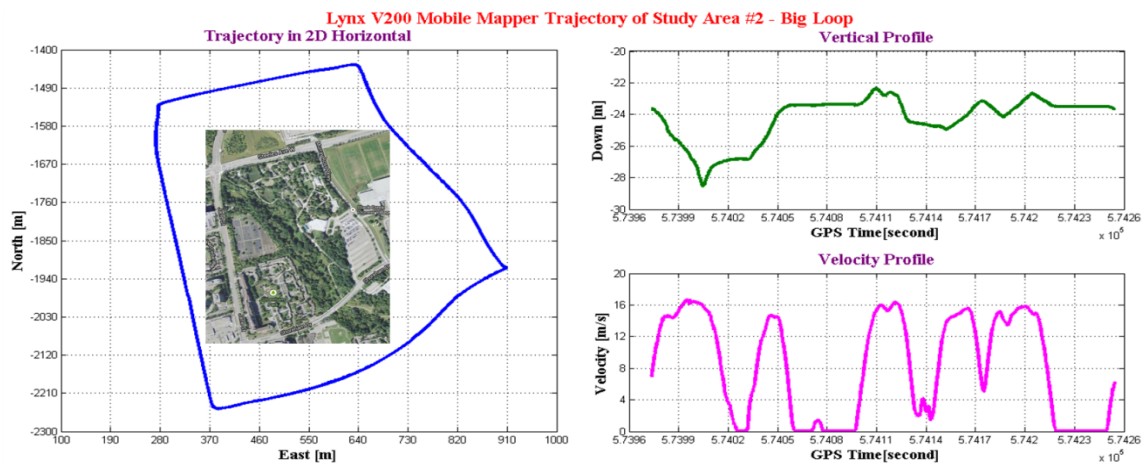 Lynx V200 Mobile Mapper Trajectory of Study Area #2 - Big Loop
Trajectory in 2D Horizontal
North [m]
-1400
-1490
-1580
-1670
-1760
-1850
-1940
-2030
-2120
-2210
-2300
100 190 280 370 460 550 640 730 820 910 1000
East [m]
Vertical Profile
Down [m]
-20
-22
-24
-26
-28
30
5.7396 5.7399 5.7402 5.7405 5.7408 5.7411 5.7414 5.7417 5.742 5.7423 5.7426
GPS Time[second]
x 10⁵
Velocity Profile
Velocity [m/s]
20
16
12
8
4
0
5.7396 5.7399 5.7402 5.7405 5.7408 5.7411 5.7414 5.7417 5.742 5.7423 5.7426
GPS Time[second]
x 10⁵